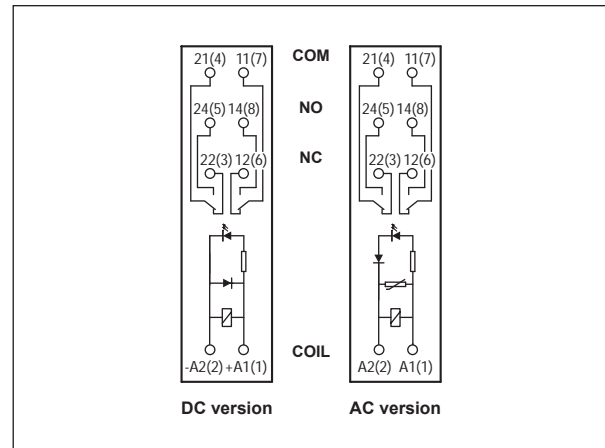 21(4) 11(7) COM 21(4) 11(7)
24(5) 14(8) NO 24(5) 14(8)
22(3) 12(6) NC 22(3) 12(6)
COIL
-A2(2) +A1(1) A2(2) A1(1)
DC version AC version